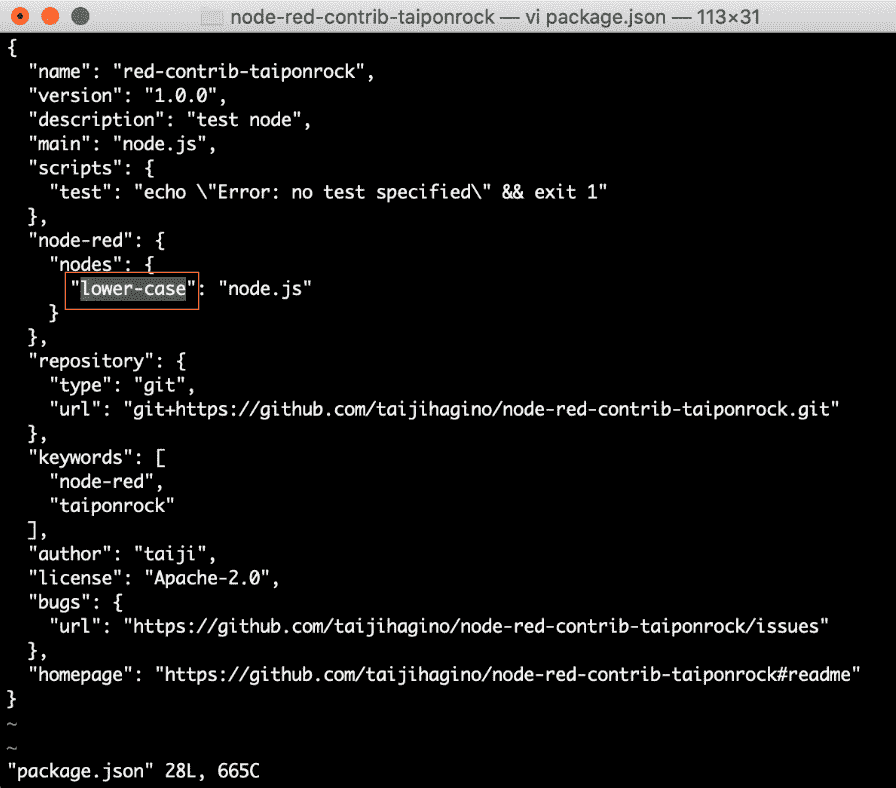 node-red-contrib-taiponrock — vi package.json — 113×31
{
  "name": "red-contrib-taiponrock",
  "version": "1.0.0",
  "description": "test node",
  "main": "node.js",
  "scripts": {
    "test": "echo \"Error: no test specified\" && exit 1"
  },
  "node-red": {
    "nodes": {
      "lower-case": "node.js"
    }
  },
  "repository": {
    "type": "git",
    "url": "git+https://github.com/taijihagino/node-red-contrib-taiponrock.git"
  },
  "keywords": [
    "node-red",
    "taiponrock"
  ],
  "author": "taiji",
  "license": "Apache-2.0",
  "bugs": {
    "url": "https://github.com/taijihagino/node-red-contrib-taiponrock/issues"
  },
  "homepage": "https://github.com/taijihagino/node-red-contrib-taiponrock#readme"
}
~
~
"package.json" 28L, 665C